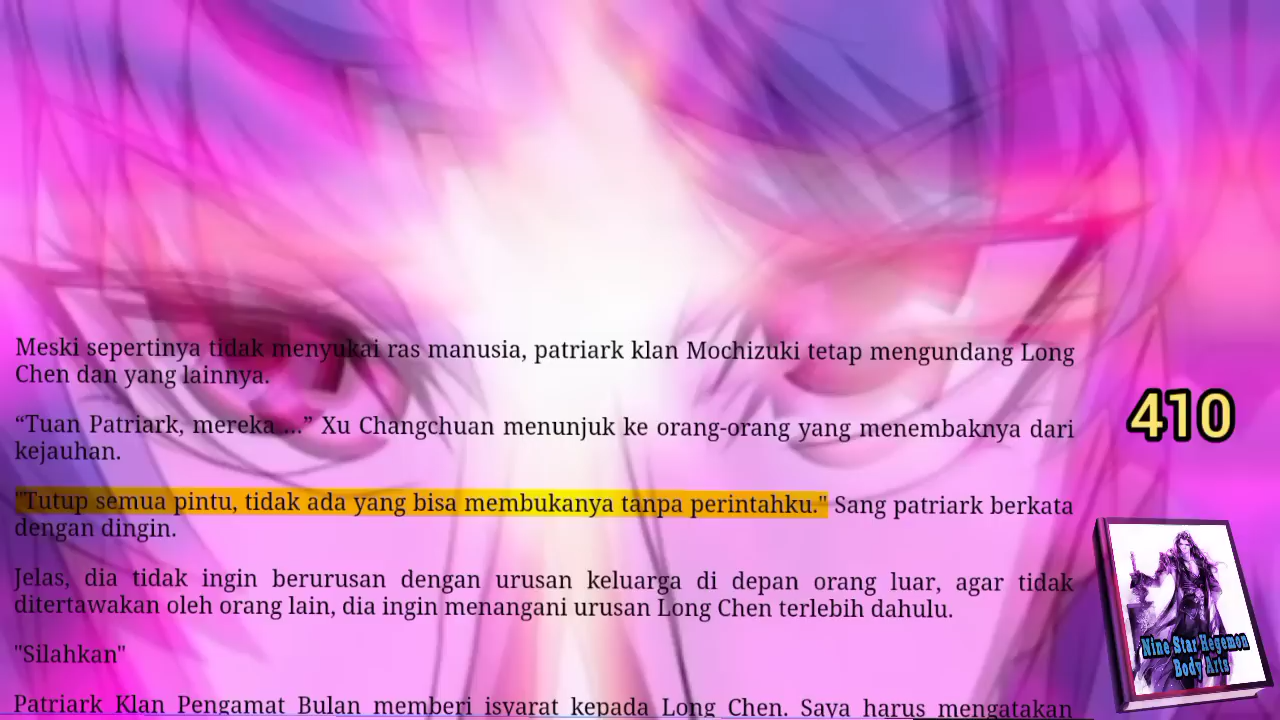 Meski sepertinya tidak menyukai ras manusia, patriark klan Mochizuki tetap mengundang Long
Chen dan yang lainnya.
“Tuan Patriark, mereka ...” Xu Changchuan menunjuk ke orang-orang yang menembaknya dari
kejauhan.
"Tutup semua pintu, tidak ada yang bisa membukanya tanpa perintahku." Sang patriark berkata
dengan dingin.
Jelas, dia tidak ingin berurusan dengan urusan keluarga di depan orang luar, agar tidak
ditertawakan oleh orang lain, dia ingin menangani urusan Long Chen terlebih dahulu.
"Silahkan"
Patriark Klan Pengamat Bulan memberi isyarat kepada Long Chen. Saya harus mengatakan
410
Nine Star Hegemon
Body Arts